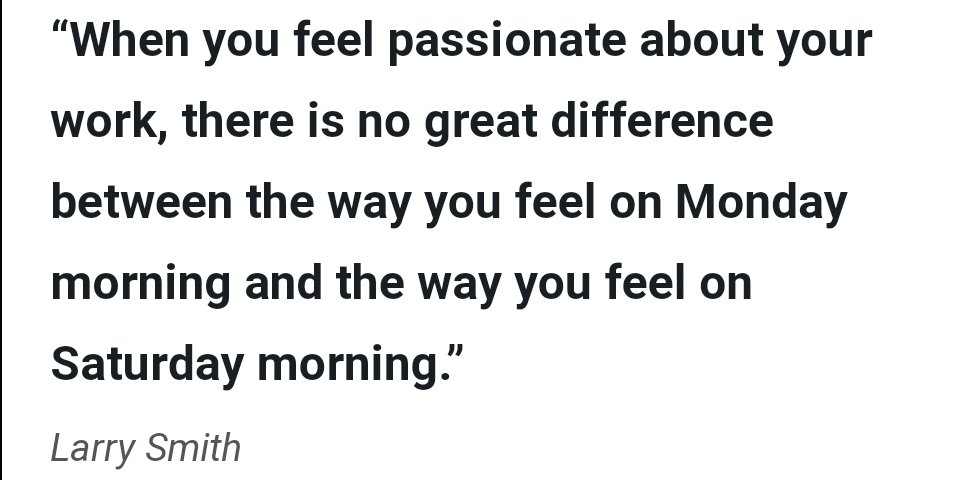 “When you feel passionate about your
work, there is no great difference
between the way you feel on Monday
morning and the way you feel on
Saturday morning.”
Larry Smith